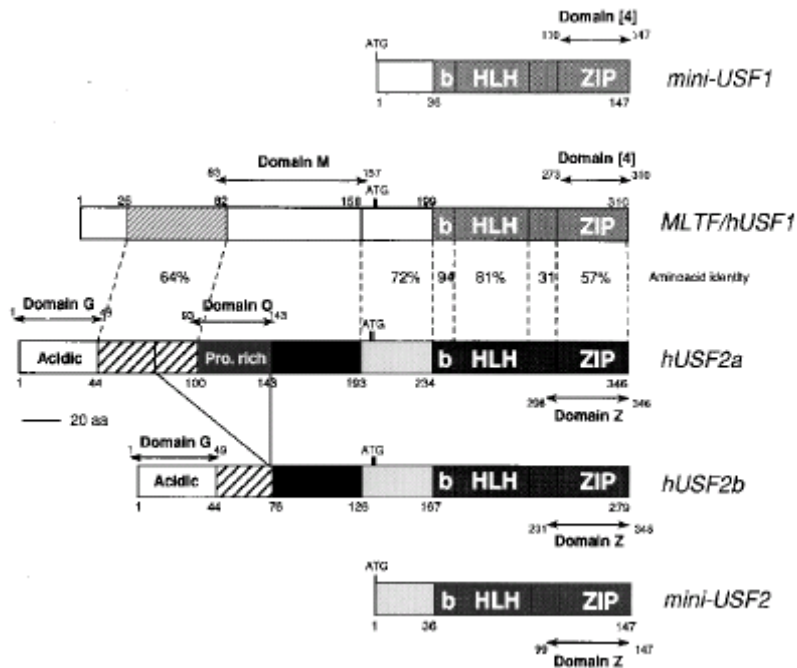 Domain [4]
110 147
ATG
b HLH ZIP mini-USF1
1 36 147
Domain M Domain [4]
83 157 273 310
ATG
1 26 82 158 199 310
b HLH ZIP MLTF/hUSF1
64% 72% 94 81% 31 57% Aminoacid identity
Domain G Domain O
1 49 93 143
ATG
Acidic Pro. rich b HLH ZIP hUSF2a
1 44 100 143 193 234 346
298 346
Domain Z
20 aa
Domain G
1 49
ATG
Acidic b HLH ZIP hUSF2b
1 44 76 126 167 279
231 346
Domain Z
ATG
b HLH ZIP mini-USF2
1 36 147
99 147
Domain Z